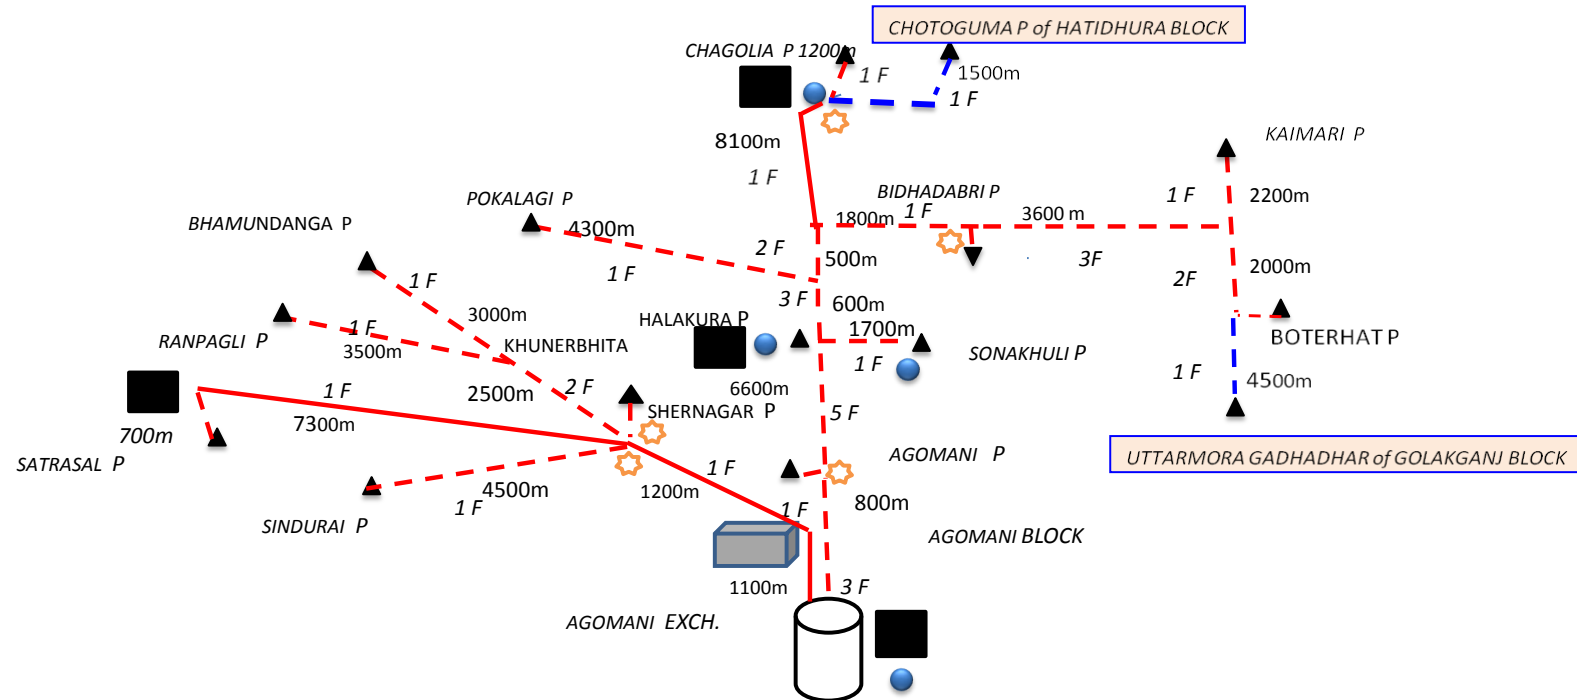 CHOTOGUMA P of HATIDHURA BLOCK
CHAGOLIA P 1200m
1 F
1500m
1 F
8100m
KAIMARI P
1 F
BIDHADABRI P
POKALAGI P
1 F
2200m
BHAMUNDANGA P
1800m
1 F
3600 m
4300m
2 F
500m
3F
2000m
1 F
1 F
2F
3 F
600m
3000m
HALAKURA P
1700m
RANPAGLI P
1 F
3500m
KHUNERBHITA
SONAKHULI P
BOTERHAT P
1 F
1 F
2500m
2 F
6600m
1 F
4500m
7300m
SHERNAGAR P
5 F
700m
SATRASAL P
AGOMANI P
UTTARMORA GADHADHAR of GOLAKGANJ BLOCK
1 F
4500m
1200m
1 F
1 F
800m
SINDURAI P
AGOMANI BLOCK
1100m
3 F
AGOMANI EXCH.